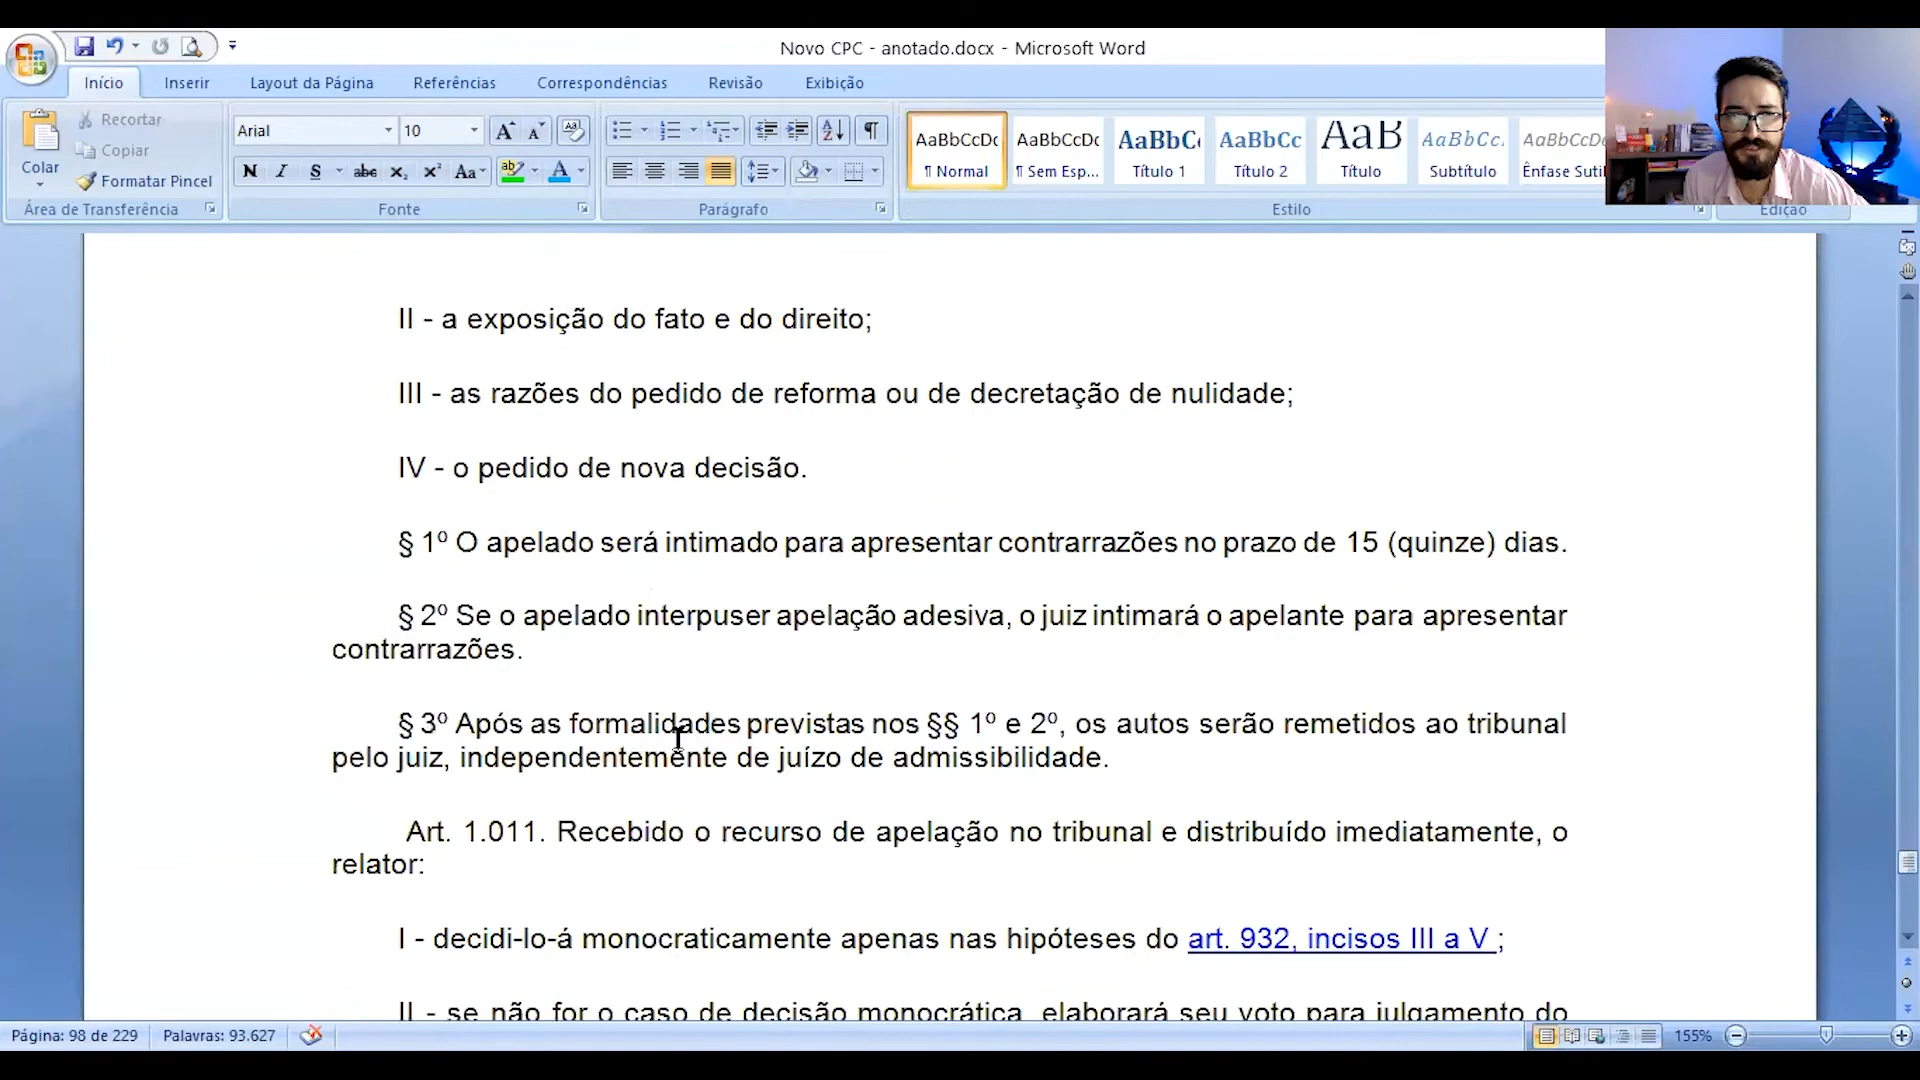 Novo CPC - anotado.docx - Microsoft Word
Início Inserir Layout da Página Referências Correspondências Revisão Exibição
Recortar
Copiar
Formatar Pincel
Colar
Área de Transferência
Arial 10
N I S abc x₂ x² Aa ab A
Fonte
Parágrafo
AaBbCcDc AaBbCcDc AaBbC AaBbCc AaB AaBbCc. AaBbCcDc
¶ Normal ¶ Sem Esp... Título 1 Título 2 Título Subtítulo Ênfase Sutil
Estilo
Edição
II - a exposição do fato e do direito;
III - as razões do pedido de reforma ou de decretação de nulidade;
IV - o pedido de nova decisão.
§ 1º O apelado será intimado para apresentar contrarrazões no prazo de 15 (quinze) dias.
§ 2º Se o apelado interpuser apelação adesiva, o juiz intimará o apelante para apresentar
contrarrazões.
§ 3º Após as formalidades previstas nos §§ 1º e 2º, os autos serão remetidos ao tribunal
pelo juiz, independentemente de juízo de admissibilidade.
Art. 1.011. Recebido o recurso de apelação no tribunal e distribuído imediatamente, o
relator:
I - decidi-lo-á monocraticamente apenas nas hipóteses do art. 932, incisos III a V ;
II - se não for o caso de decisão monocrática, elaborará seu voto para julgamento do
Página: 98 de 229 Palavras: 93.627 155%